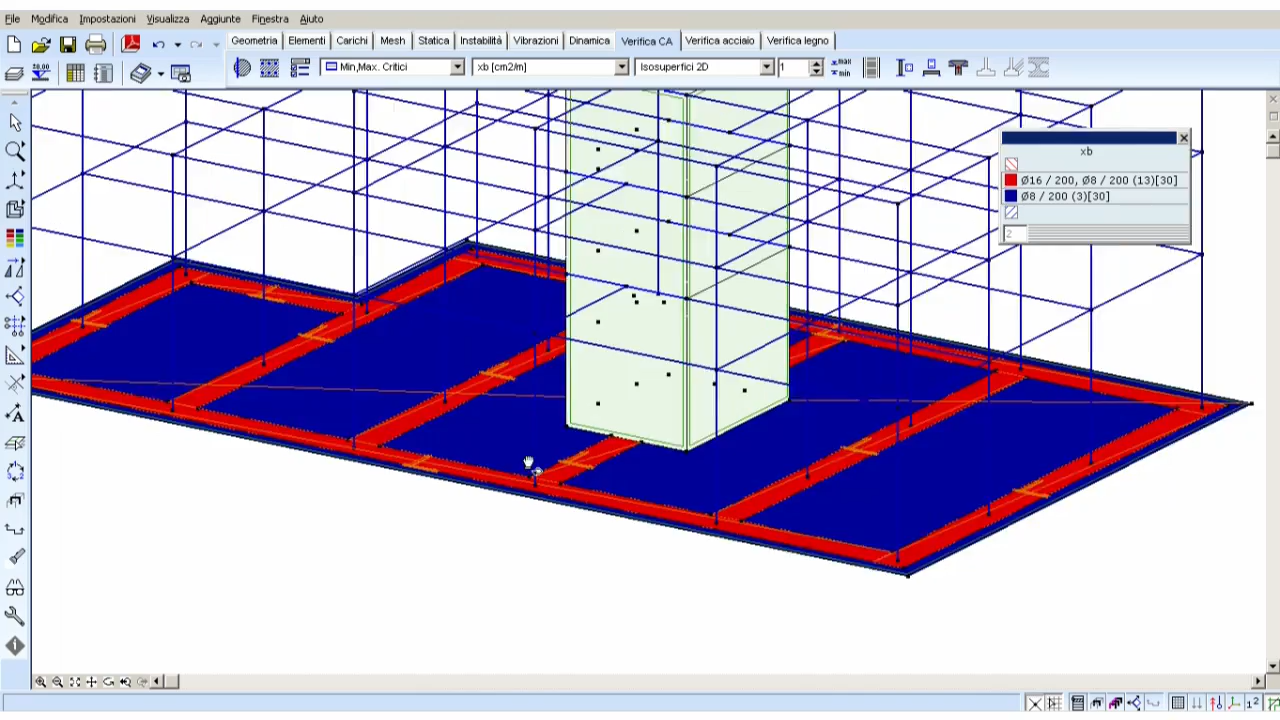 File Modifica Impostazioni Visualizza Aggiunte Finestra Aiuto
Geometria Elementi Carichi Mesh Statica Instabilità Vibrazioni Dinamica Verifica CA Verifica acciaio Verifica legno
Min,Max. Critici xb [cm2/m] Isosuperfici 2D 1
xb
Ø16 / 200, Ø8 / 200 (13)[30]
Ø8 / 200 (3)[30]
2